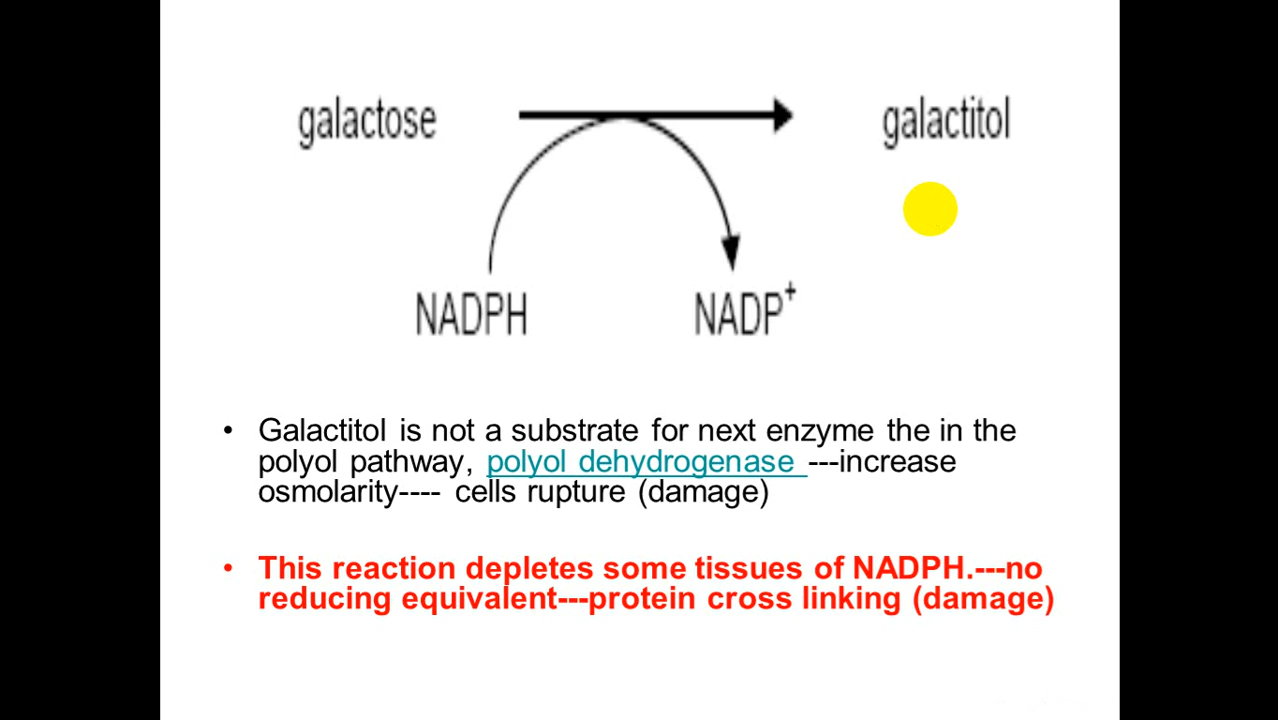 galactose galactitol
NADPH NADP+
• Galactitol is not a substrate for next enzyme the in the
polyol pathway, polyol dehydrogenase ---increase
osmolarity---- cells rupture (damage)
• This reaction depletes some tissues of NADPH.---no
reducing equivalent---protein cross linking (damage)